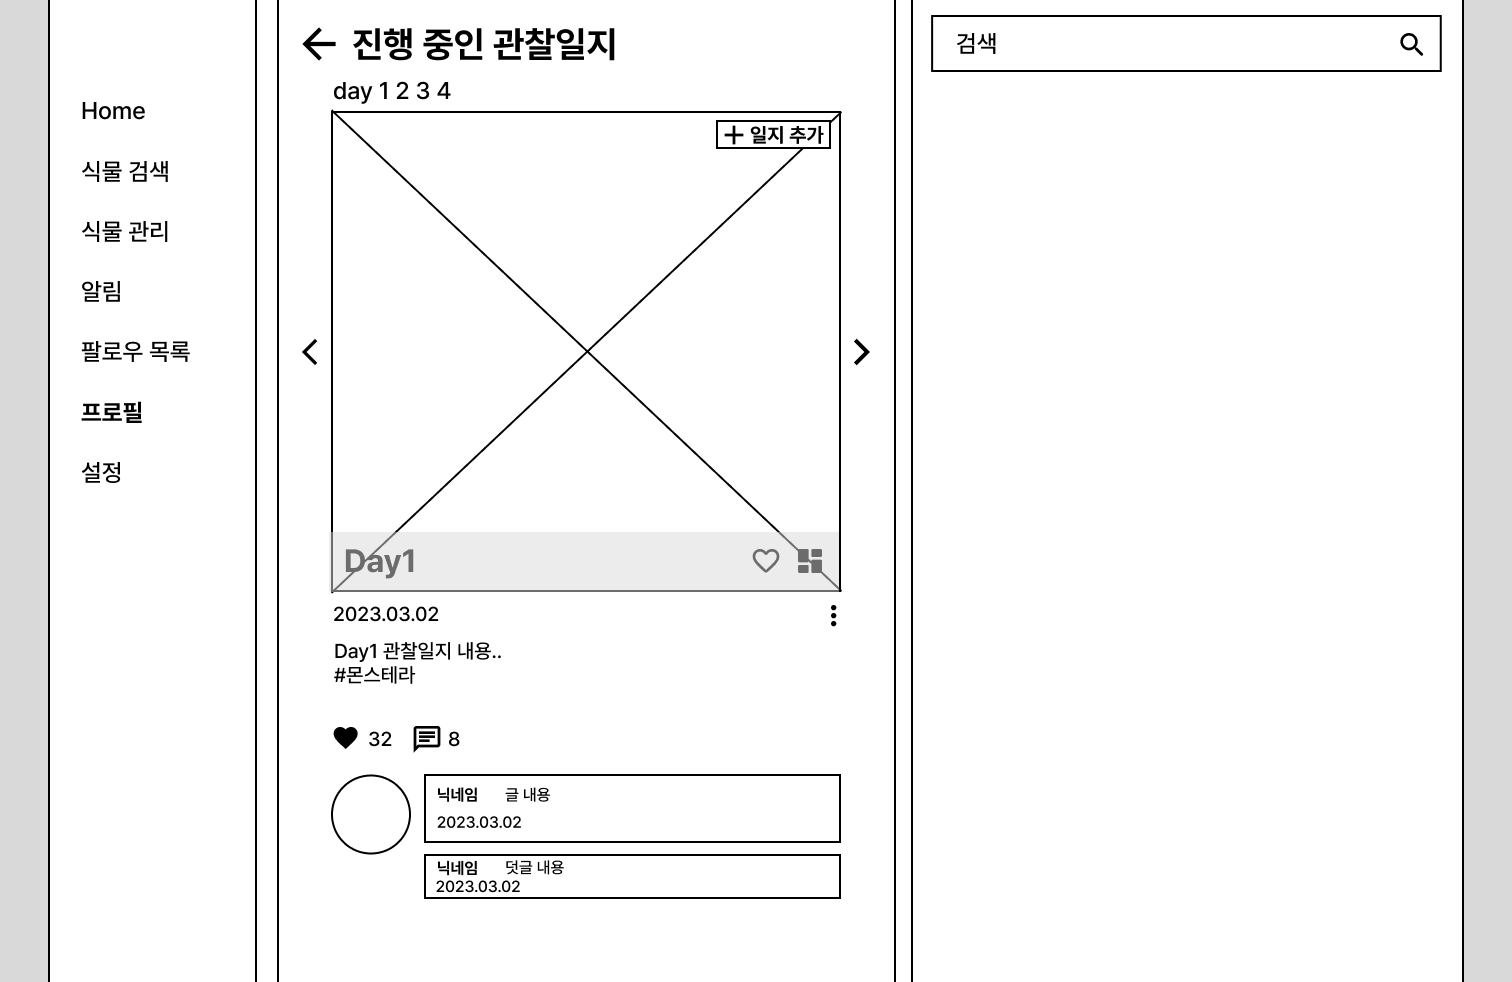 Home
식물 검색
식물 관리
알림
팔로우 목록
프로필
설정
진행 중인 관찰일지
day 1 2 3 4
일지 추가
Day1
2023.03.02
Day1 관찰일지 내용..
#몬스테라
32 8
닉네임 글 내용
2023.03.02
닉네임 덧글 내용
2023.03.02
검색